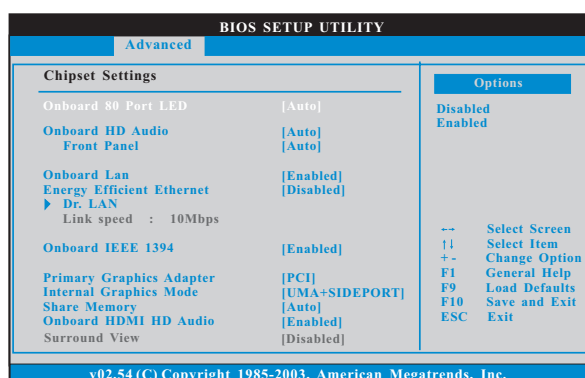 BIOS SETUP UTILITY
Advanced
Chipset Settings
Onboard 80 Port LED [Auto]
Onboard HD Audio [Auto]
Front Panel [Auto]
Onboard Lan [Enabled]
Energy Efficient Ethernet [Disabled]
Dr. LAN
Link speed : 10Mbps
Onboard IEEE 1394 [Enabled]
Primary Graphics Adapter [PCI]
Internal Graphics Mode [UMA+SIDEPORT]
Share Memory [Auto]
Onboard HDMI HD Audio [Enabled]
Surround View [Disabled]
Options
Disabled
Enabled
↔ Select Screen
↑↓ Select Item
+ - Change Option
F1 General Help
F9 Load Defaults
F10 Save and Exit
ESC Exit
v02.54 (C) Copyright 1985-2003, American Megatrends, Inc.